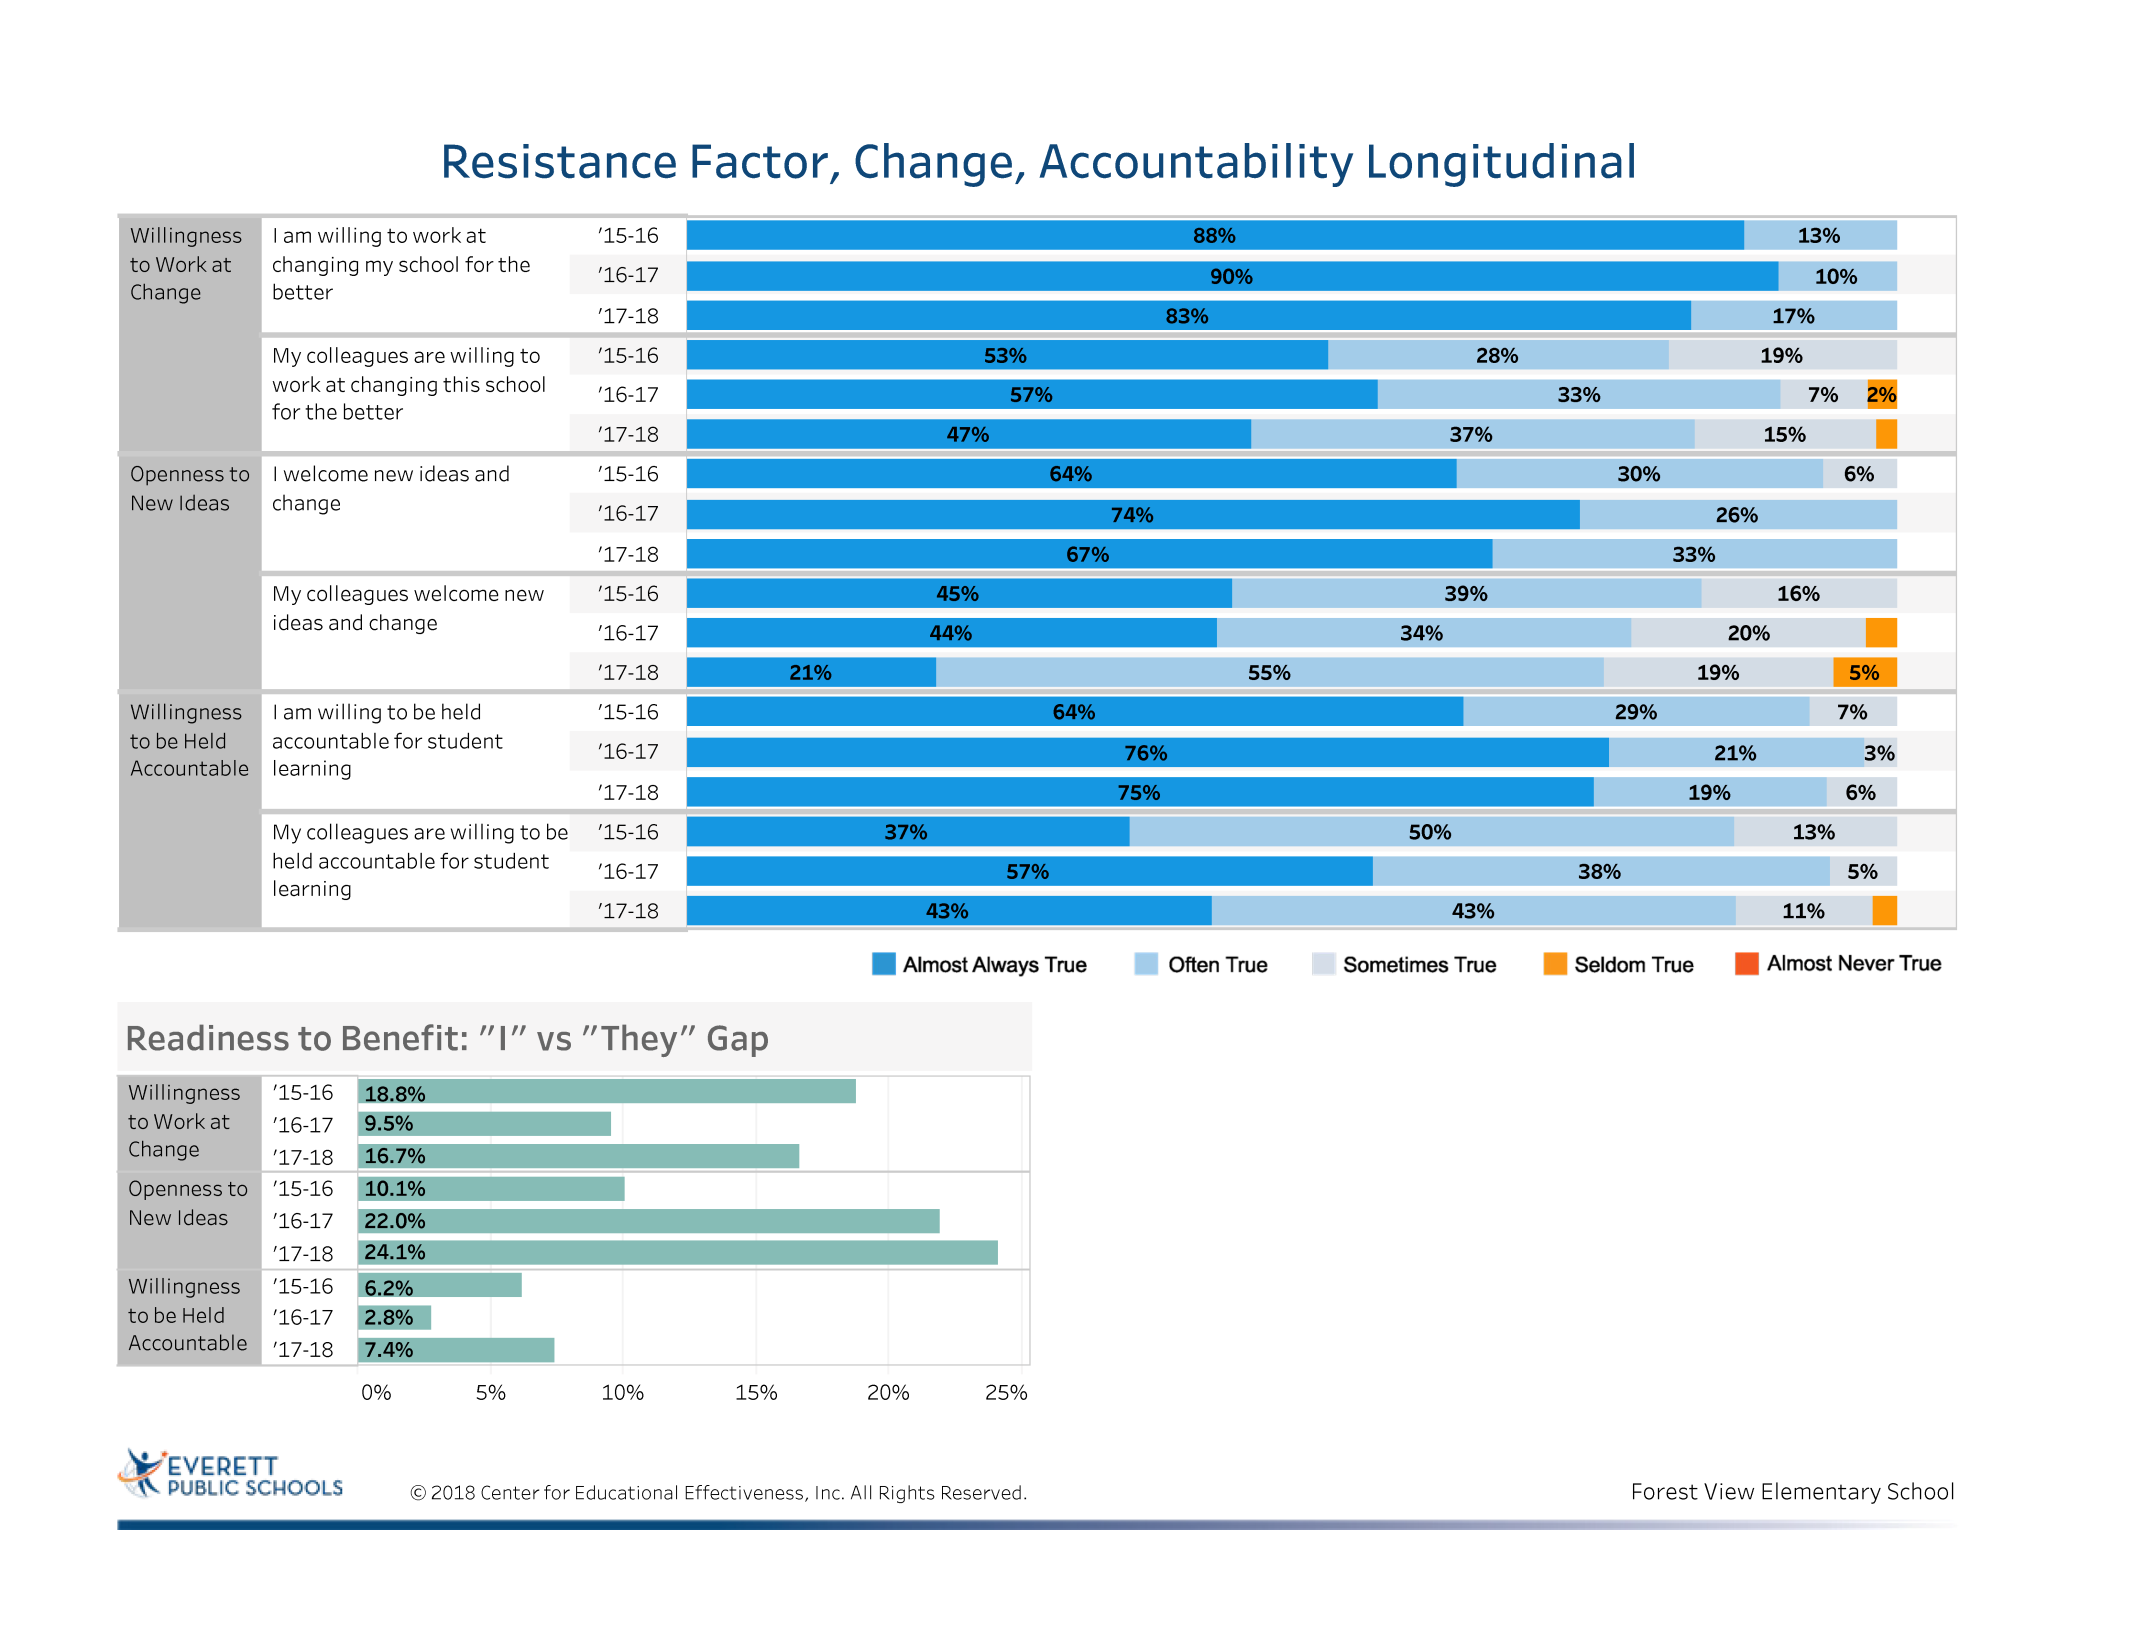 Resistance Factor, Change, Accountability Longitudinal
Willingness
to Work at
Change
I am willing to work at
changing my school for the
better
'15-16 88% 13%
'16-17 90% 10%
'17-18 83% 17%
My colleagues are willing to
work at changing this school
for the better
'15-16 53% 28% 19%
'16-17 57% 33% 7% 2%
'17-18 47% 37% 15%
Openness to
New Ideas
I welcome new ideas and
change
'15-16 64% 30% 6%
'16-17 74% 26%
'17-18 67% 33%
My colleagues welcome new
ideas and change
'15-16 45% 39% 16%
'16-17 44% 34% 20%
'17-18 21% 55% 19% 5%
Willingness
to be Held
Accountable
I am willing to be held
accountable for student
learning
'15-16 64% 29% 7%
'16-17 76% 21% 3%
'17-18 75% 19% 6%
My colleagues are willing to be
held accountable for student
learning
'15-16 37% 50% 13%
'16-17 57% 38% 5%
'17-18 43% 43% 11%
Almost Always True Often True Sometimes True Seldom True Almost Never True
Readiness to Benefit: "I" vs "They" Gap
Willingness
to Work at
Change
'15-16 18.8%
'16-17 9.5%
'17-18 16.7%
Openness to
New Ideas
'15-16 10.1%
'16-17 22.0%
'17-18 24.1%
Willingness
to be Held
Accountable
'15-16 6.2%
'16-17 2.8%
'17-18 7.4%
0% 5% 10% 15% 20% 25%
EVERETT
PUBLIC SCHOOLS
© 2018 Center for Educational Effectiveness, Inc. All Rights Reserved.
Forest View Elementary School